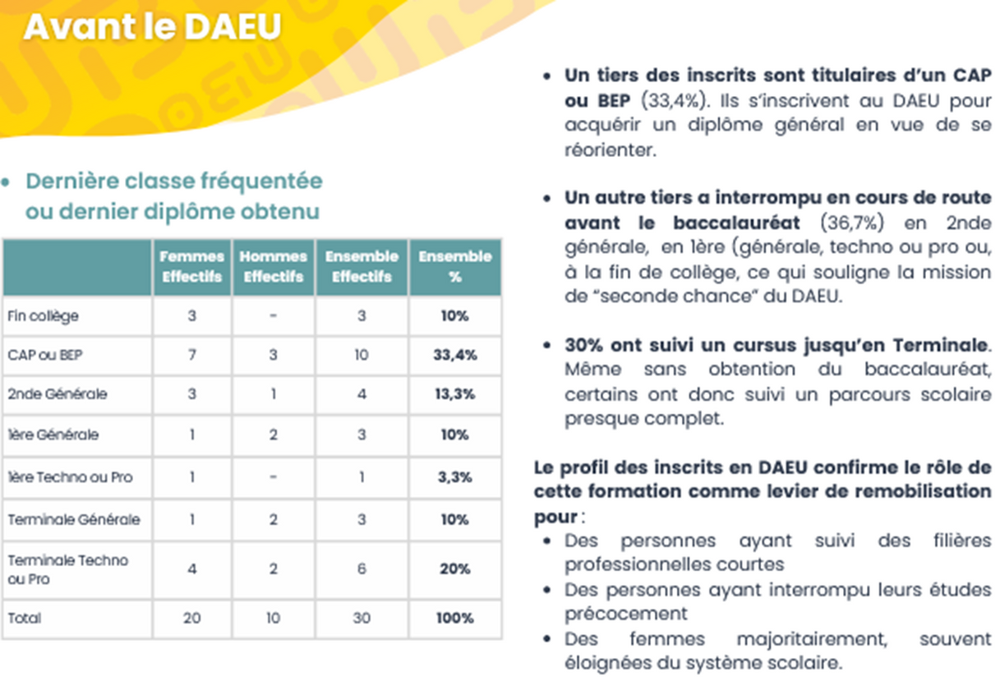 Avant le DAEU
DAEU
Dernière classe fréquentée
ou dernier diplôme obtenu
Femmes Effectifs | Hommes Effectifs | Ensemble Effectifs | Ensemble %
Fin collège 3 - 3 10%
CAP ou BEP 7 3 10 33,4%
2nde Générale 3 1 4 13,3%
1ère Générale 1 2 3 10%
1ère Techno ou Pro 1 - 1 3,3%
Terminale Générale 1 2 3 10%
Terminale Techno
ou Pro 4 2 6 20%
Total 20 10 30 100%
• Un tiers des inscrits sont titulaires d’un CAP
ou BEP (33,4%). Ils s’inscrivent au DAEU pour
acquérir un diplôme général en vue de se
réorienter.
• Un autre tiers a interrompu en cours de route
avant le baccalauréat (36,7%) en 2nde
générale, en 1ère (générale, techno ou pro ou,
à la fin de collège, ce qui souligne la mission
de “seconde chance” du DAEU.
• 30% ont suivi un cursus jusqu’en Terminale.
Même sans obtention du baccalauréat,
certains ont donc suivi un parcours scolaire
presque complet.
Le profil des inscrits en DAEU confirme le rôle de
cette formation comme levier de remobilisation
pour :
• Des personnes ayant suivi des filières
professionnelles courtes
• Des personnes ayant interrompu leurs études
précocement
• Des femmes majoritairement, souvent
éloignées du système scolaire.